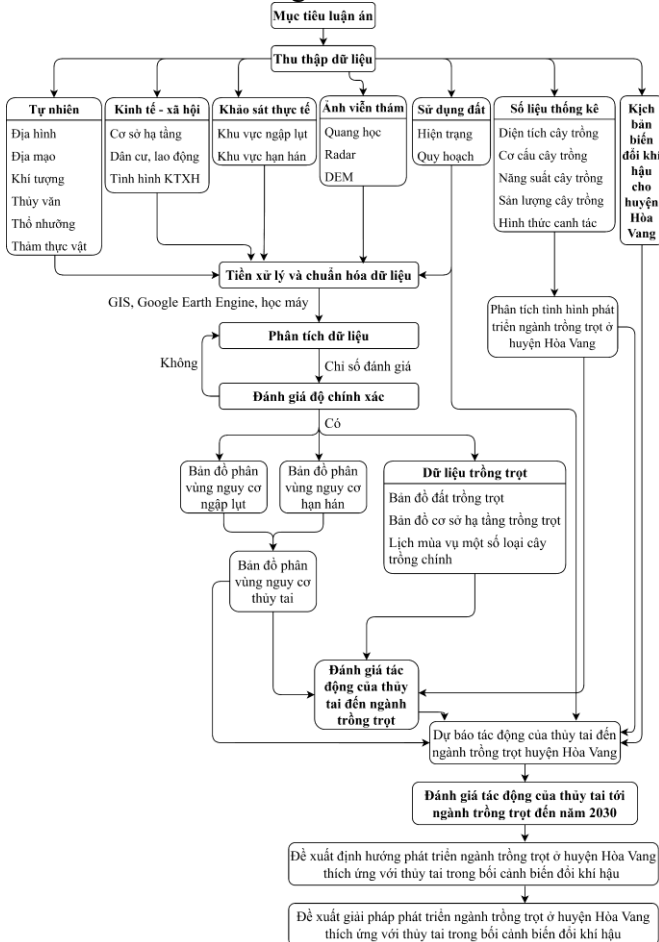 Mục tiêu luận án
Thu thập dữ liệu
Tự nhiên
Địa hình
Địa mạo
Khí tượng
Thủy văn
Thổ nhưỡng
Thảm thực vật
Kinh tế - xã hội
Cơ sở hạ tầng
Dân cư, lao động
Tình hình KTXH
Khảo sát thực tế
Khu vực ngập lụt
Khu vực hạn hán
Ảnh viễn thám
Quang học
Radar
DEM
Sử dụng đất
Hiện trạng
Quy hoạch
Số liệu thống kê
Diện tích cây trồng
Cơ cấu cây trồng
Năng suất cây trồng
Sản lượng cây trồng
Hình thức canh tác
Kịch
bản
biến
đổi khí
hậu
cho
huyện
Hòa
Vang
Tiền xử lý và chuẩn hóa dữ liệu
GIS, Google Earth Engine, học máy
Phân tích tình hình phát
triển ngành trồng trọt ở
huyện Hòa Vang
Phân tích dữ liệu
Không
Chỉ số đánh giá
Đánh giá độ chính xác
Có
Bản đồ phân
vùng nguy cơ
ngập lụt
Bản đồ phân
vùng nguy cơ
hạn hán
Dữ liệu trồng trọt
Bản đồ đất trồng trọt
Bản đồ cơ sở hạ tầng trồng trọt
Lịch mùa vụ một số loại cây
trồng chính
Bản đồ phân
vùng nguy cơ
thủy tai
Đánh giá tác
động của thủy
tai đến ngành
trồng trọt
Dự báo tác động của thủy tai đến
ngành trồng trọt huyện Hòa Vang
Đánh giá tác động của thủy tai tới
ngành trồng trọt đến năm 2030
Đề xuất định hướng phát triển ngành trồng trọt ở huyện Hòa Vang
thích ứng với thủy tai trong bối cảnh biến đổi khí hậu
Đề xuất giải pháp phát triển ngành trồng trọt ở huyện Hòa Vang
thích ứng với thủy tai trong bối cảnh biến đổi khí hậu